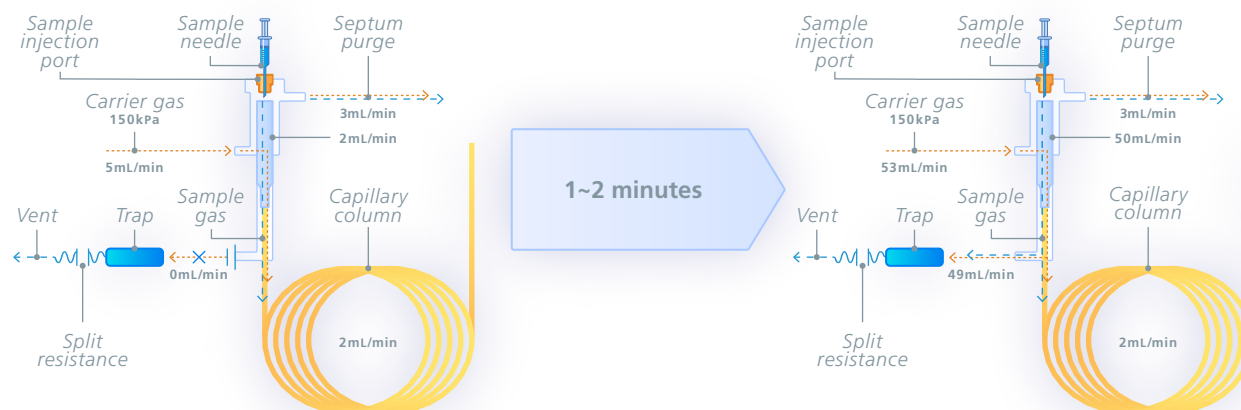 Sample
injection
port
Sample
needle
Septum
purge
Carrier gas
150kPa
3mL/min
2mL/min
5mL/min
Vent
Trap
Sample
gas
Capillary
column
0mL/min
Split
resistance
2mL/min
1~2 minutes
Sample
injection
port
Sample
needle
Septum
purge
Carrier gas
150kPa
3mL/min
50mL/min
53mL/min
Vent
Trap
Sample
gas
Capillary
column
49mL/min
Split
resistance
2mL/min